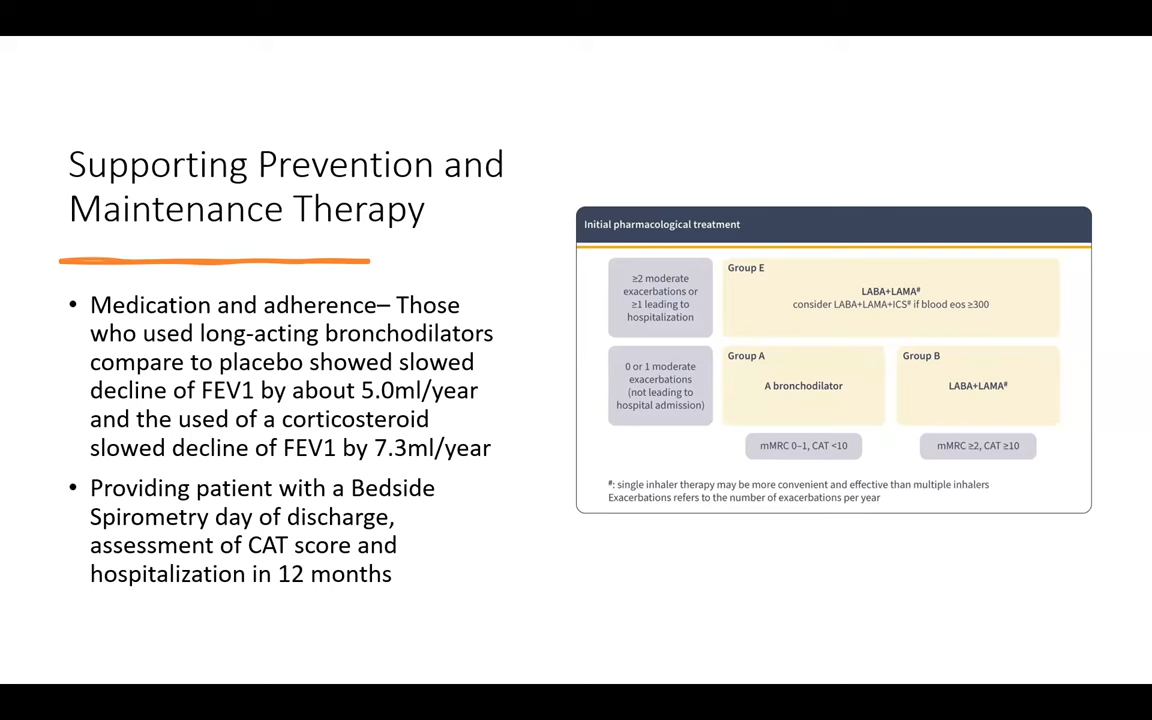 Supporting Prevention and
Maintenance Therapy
• Medication and adherence– Those
who used long-acting bronchodilators
compare to placebo showed slowed
decline of FEV1 by about 5.0ml/year
and the used of a corticosteroid
slowed decline of FEV1 by 7.3ml/year
• Providing patient with a Bedside
Spirometry day of discharge,
assessment of CAT score and
hospitalization in 12 months
Initial pharmacological treatment
≥2 moderate
exacerbations or
≥1 leading to
hospitalization
Group E
LABA+LAMA#
consider LABA+LAMA+ICS# if blood eos ≥300
0 or 1 moderate
exacerbations
(not leading to
hospital admission)
Group A
A bronchodilator
Group B
LABA+LAMA#
mMRC 0–1, CAT <10
mMRC ≥2, CAT ≥10
#: single inhaler therapy may be more convenient and effective than multiple inhalers
Exacerbations refers to the number of exacerbations per year